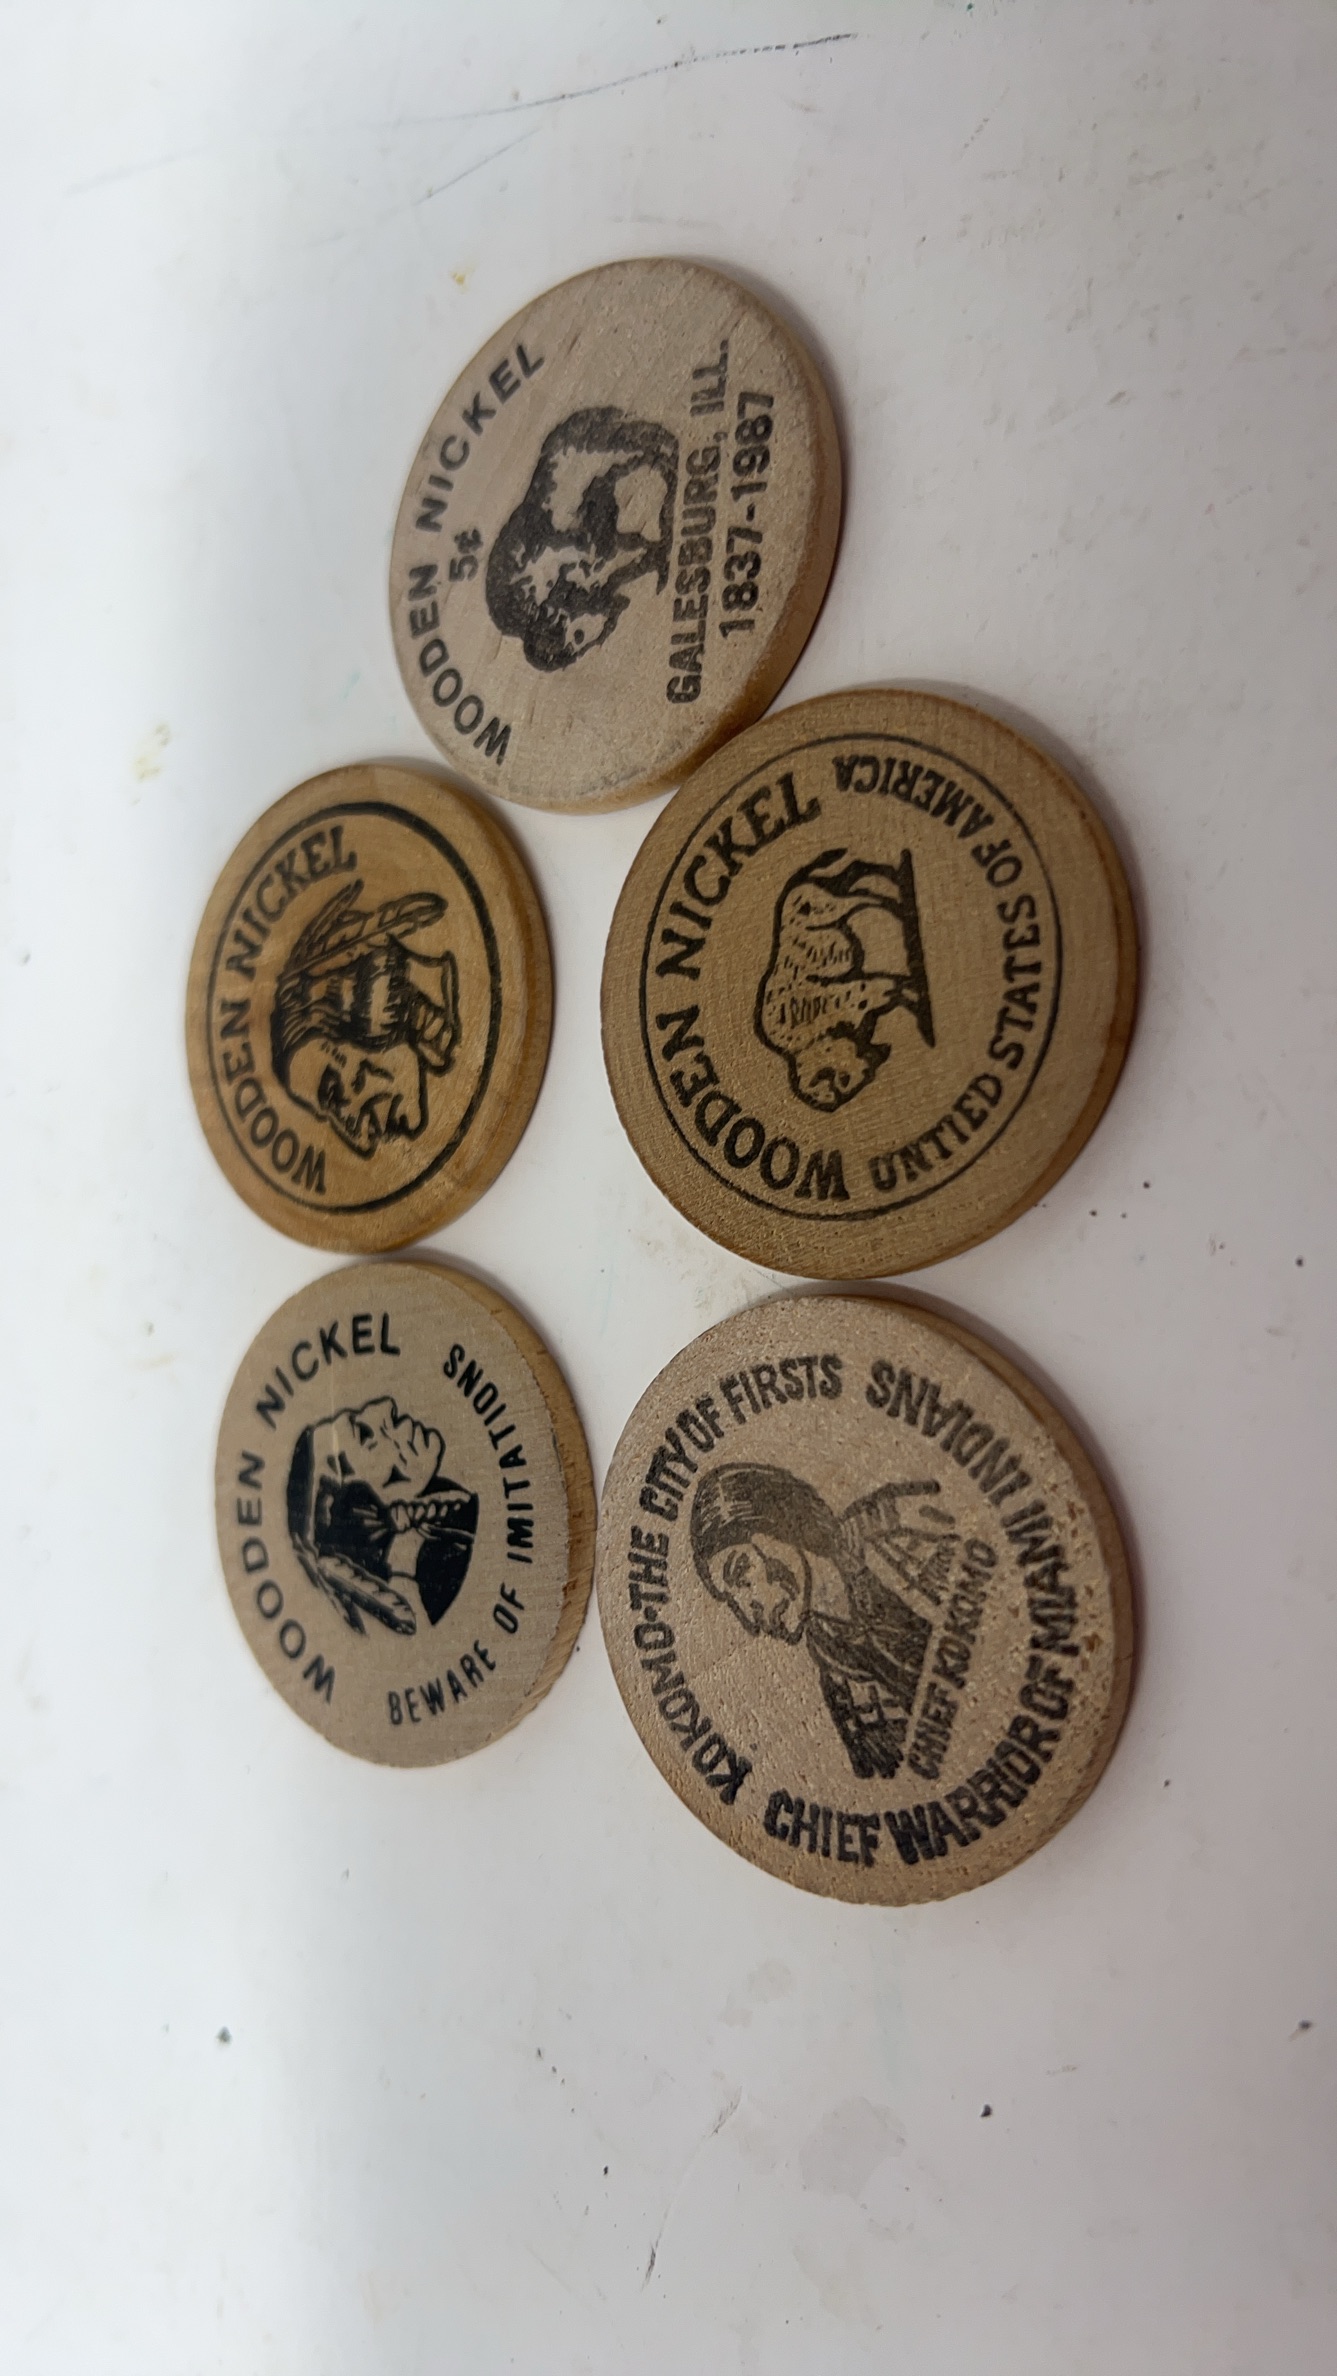 WOODEN NICKEL
BEWARE OF IMITATIONS
WOODEN NICKEL
WOODEN NICKEL
5¢
GALESBURG, ILL.
1837-1987
KOKOMO-THE CITY OF FIRSTS
CHIEF KOKOMO
CHIEF WARRIOR OF MIAMI INDIANS
WOODEN NICKEL
UNTIED STATES OF AMERICA